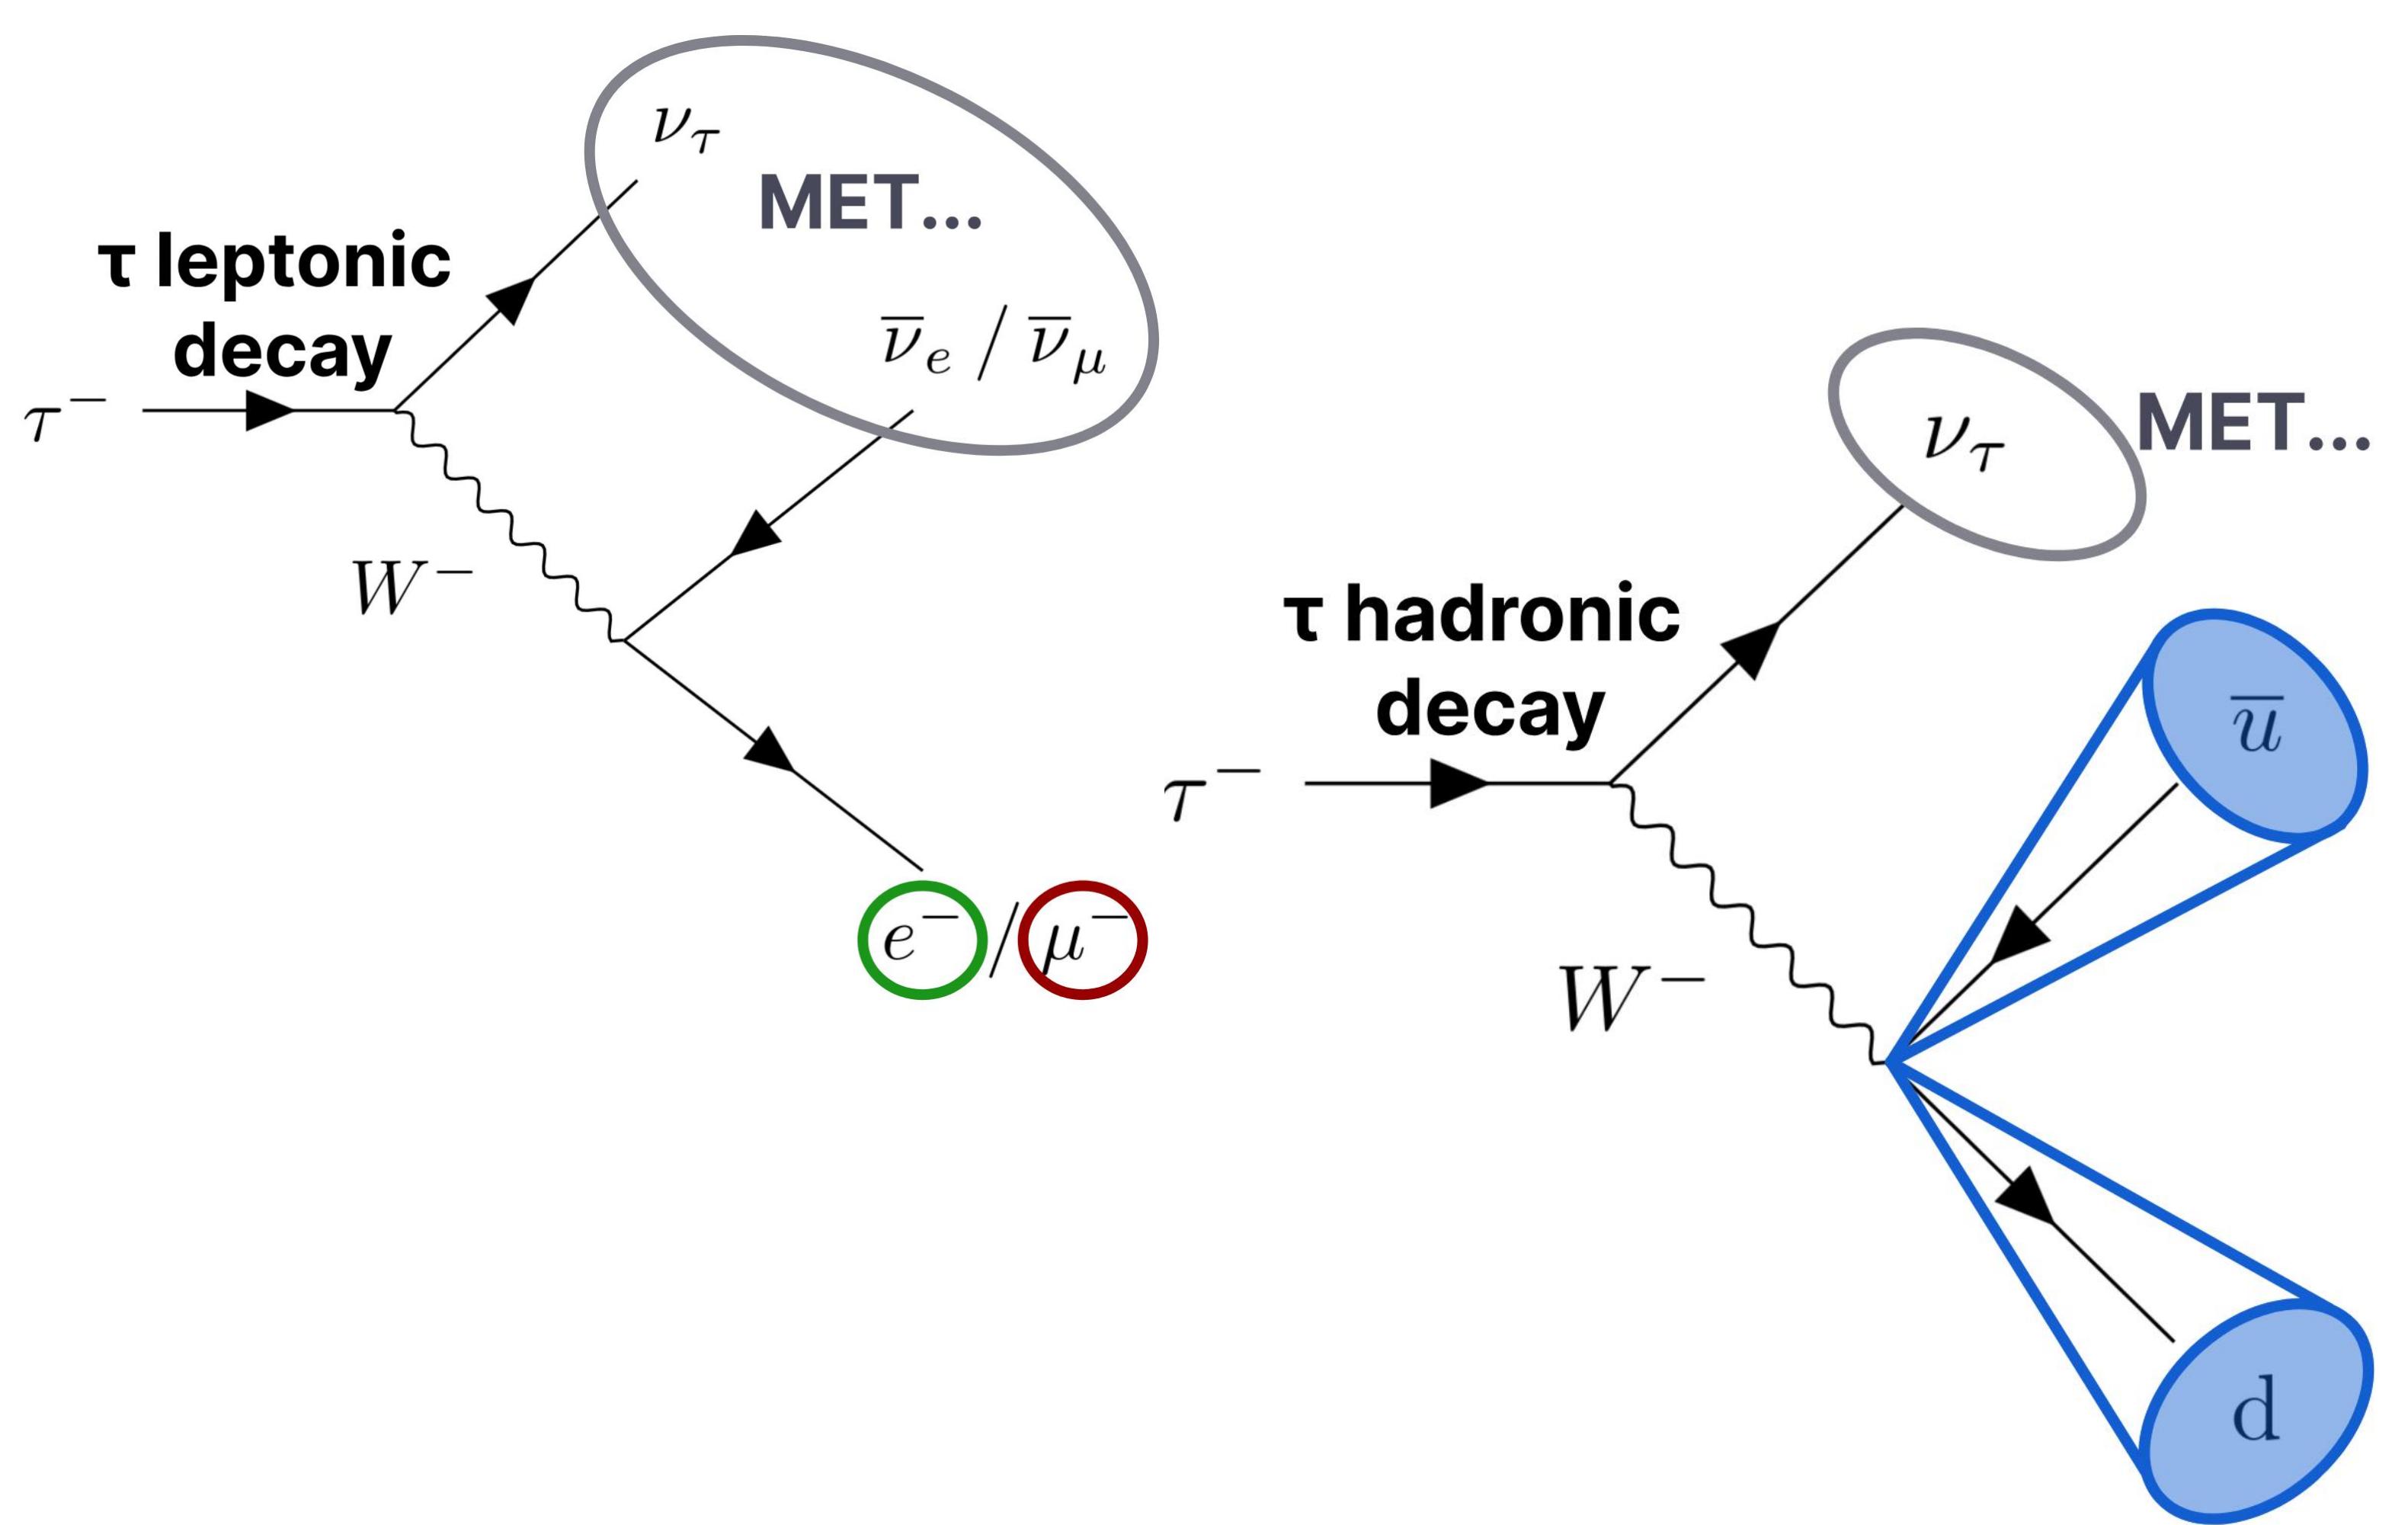 ν_τ
MET...
τ leptonic
decay
ν̅_e / ν̅_μ
τ⁻
W⁻
e⁻ / μ⁻
ν_τ
MET...
τ hadronic
decay
u̅
τ⁻
W⁻
d